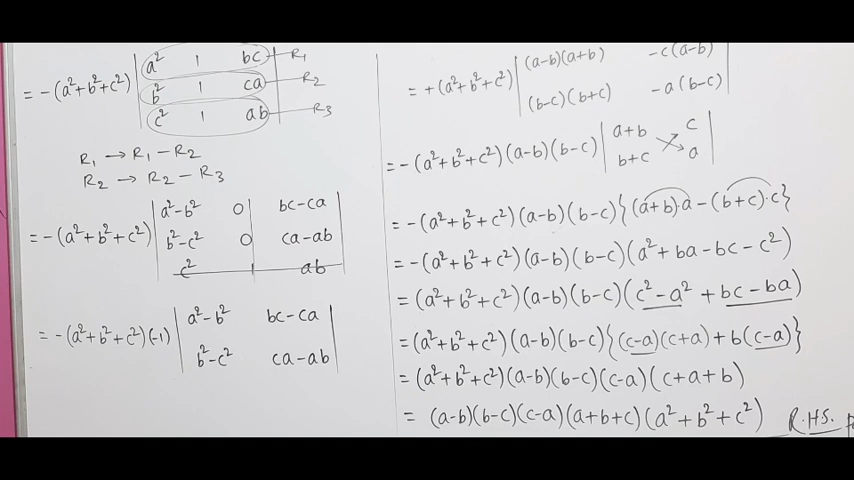 = -(a²+b²+c²) | a² 1 bc | R₁
| b² 1 ca | R₂
| c² 1 ab | R₃
R₁ → R₁ - R₂
R₂ → R₂ - R₃
= -(a²+b²+c²) | a²-b² 0 bc-ca |
| b²-c² 0 ca-ab |
| c² 1 ab |
= -(a²+b²+c²)(-1) | a²-b² bc-ca |
| b²-c² ca-ab |
= +(a²+b²+c²) | (a-b)(a+b) -c(a-b) |
| (b-c)(b+c) -a(b-c) |
= -(a²+b²+c²)(a-b)(b-c) | a+b c |
| b+c a |
= -(a²+b²+c²)(a-b)(b-c){(a+b)·a-(b+c)·c}
= -(a²+b²+c²)(a-b)(b-c)(a²+ba-bc-c²)
= (a²+b²+c²)(a-b)(b-c)(c²-a²+bc-ba)
= (a²+b²+c²)(a-b)(b-c){(c-a)(c+a)+b(c-a)}
= (a²+b²+c²)(a-b)(b-c)(c-a)(c+a+b)
= (a-b)(b-c)(c-a)(a+b+c)(a²+b²+c²) R.H.S.